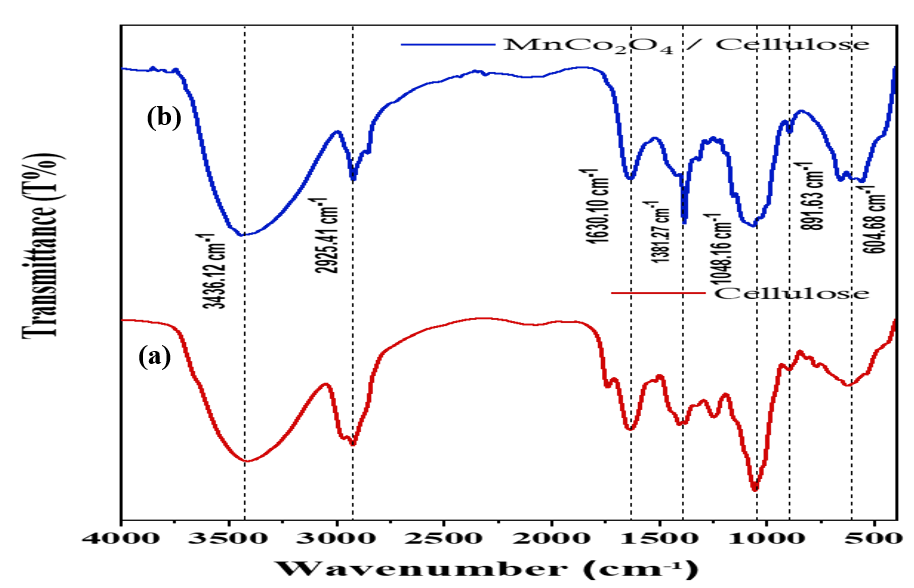 MnCo₂O₄ / Cellulose
(b)
Transmittance (T%)
3436.12 cm⁻¹
2925.41 cm⁻¹
1630.10 cm⁻¹
1381.27 cm⁻¹
1048.16 cm⁻¹
891.63 cm⁻¹
604.68 cm⁻¹
Cellulose
(a)
4000 3500 3000 2500 2000 1500 1000 500
Wavenumber (cm⁻¹)